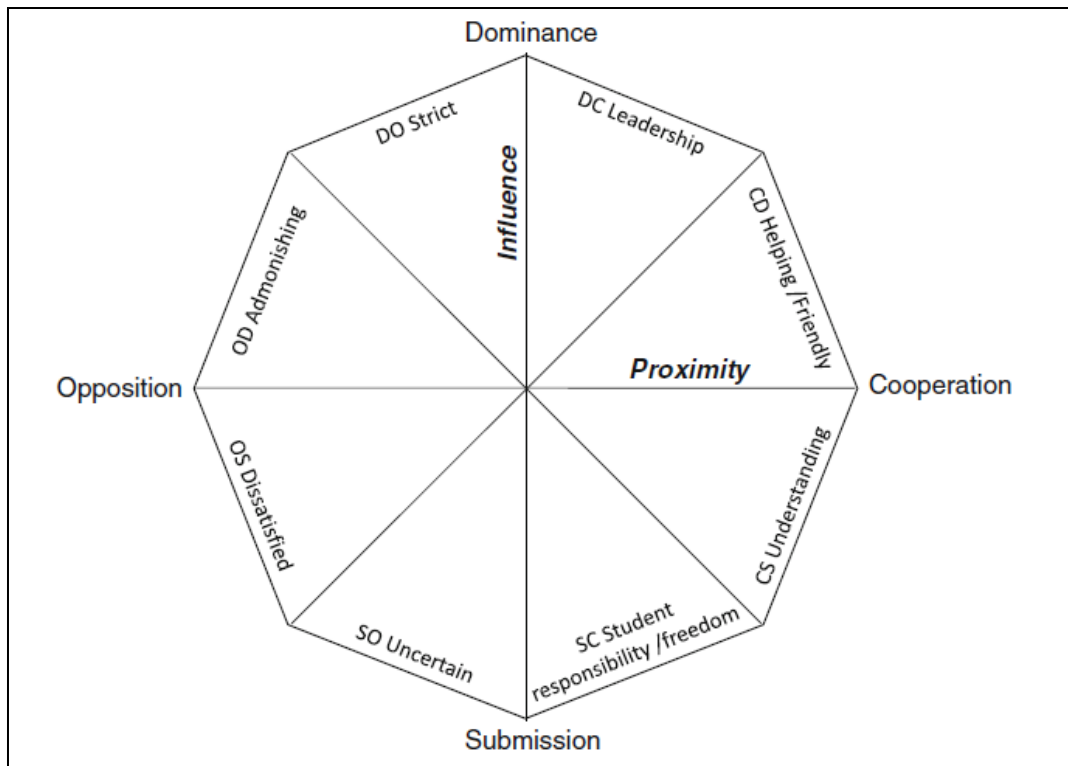 Dominance
DO Strict
DC Leadership
Influence
OD Admonishing
CD Helping /Friendly
Proximity
Opposition
Cooperation
OS Dissatisfied
CS Understanding
SO Uncertain
SC Student
responsibility /freedom
Submission